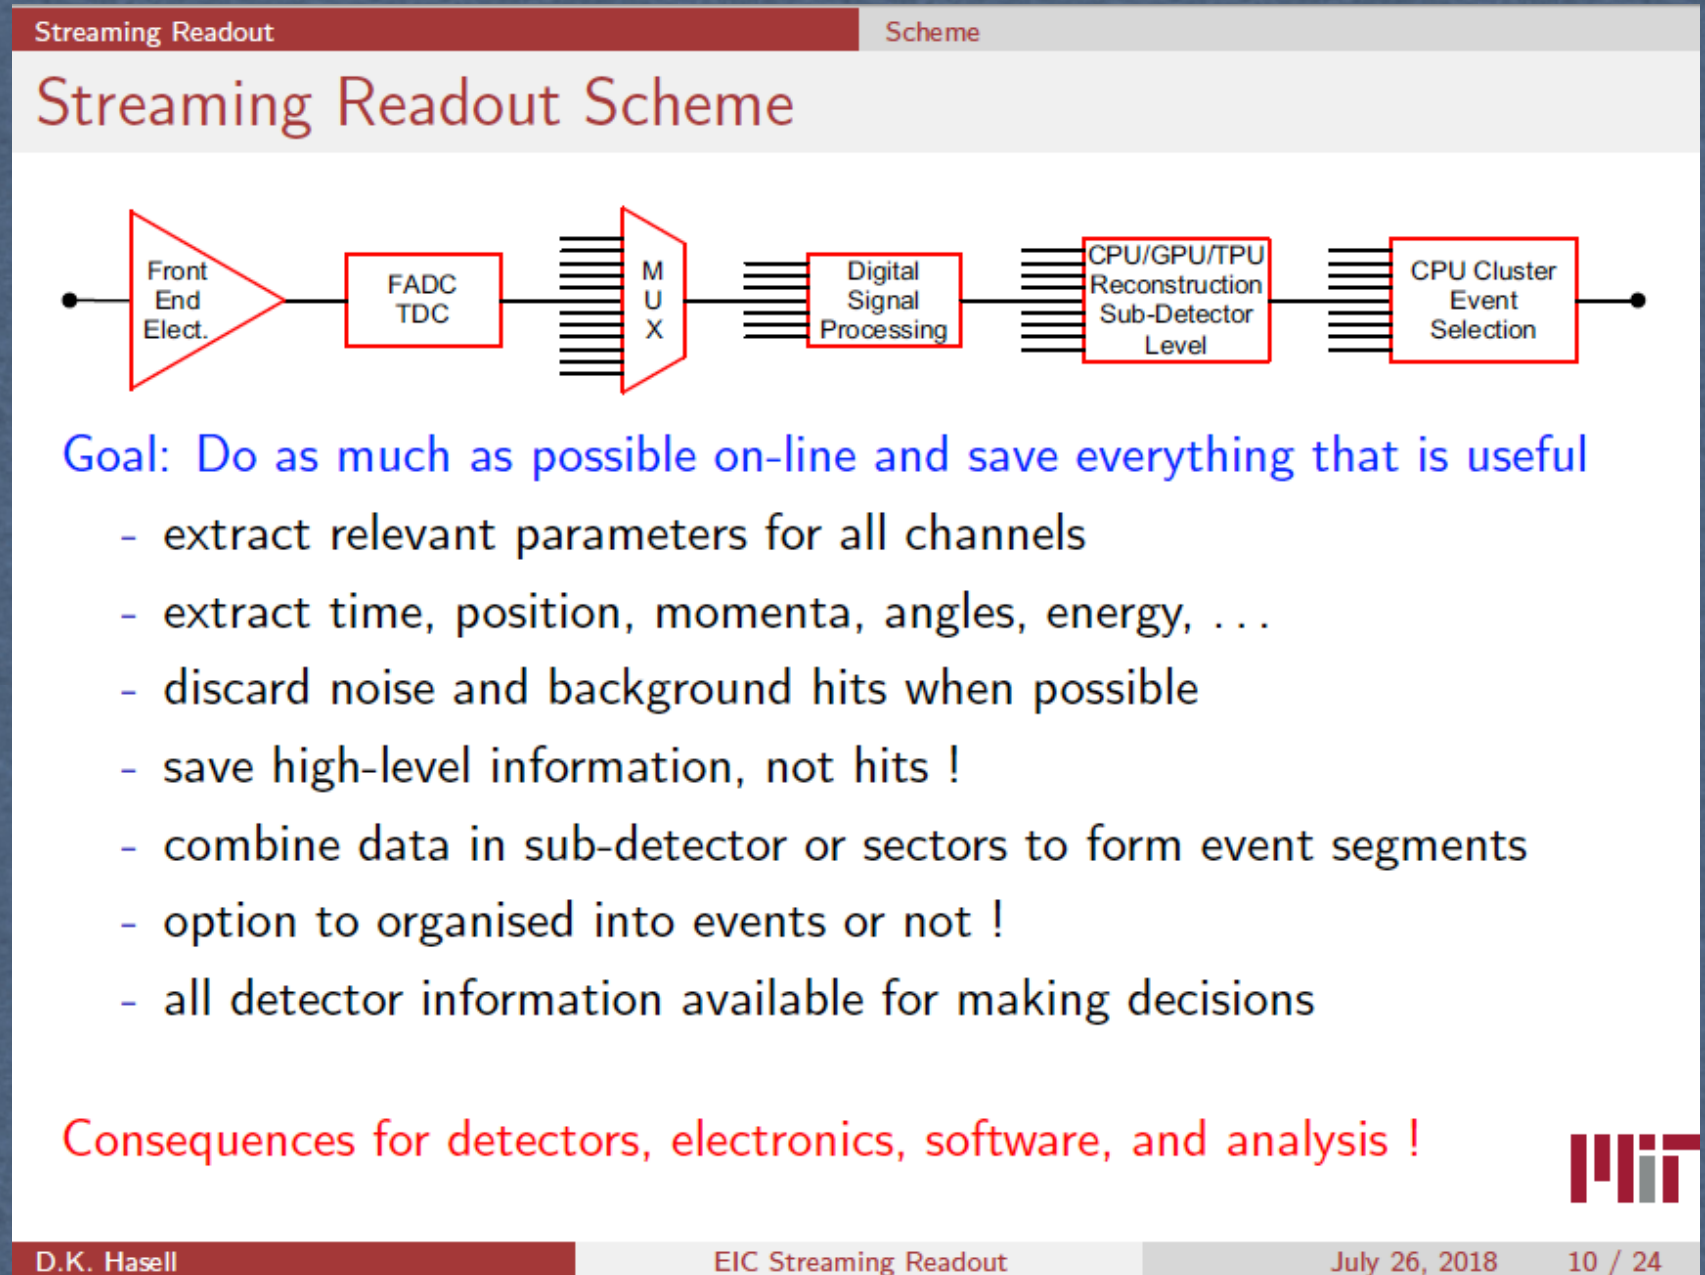 Streaming Readout
Scheme
Streaming Readout Scheme
Front
End
Elect.
FADC
TDC
M
U
X
Digital
Signal
Processing
CPU/GPU/TPU
Reconstruction
Sub-Detector
Level
CPU Cluster
Event
Selection
Goal: Do as much as possible on-line and save everything that is useful
- extract relevant parameters for all channels
- extract time, position, momenta, angles, energy, ...
- discard noise and background hits when possible
- save high-level information, not hits !
- combine data in sub-detector or sectors to form event segments
- option to organised into events or not !
- all detector information available for making decisions
Consequences for detectors, electronics, software, and analysis !
MIT
D.K. Hasell
EIC Streaming Readout
July 26, 2018
10 / 24